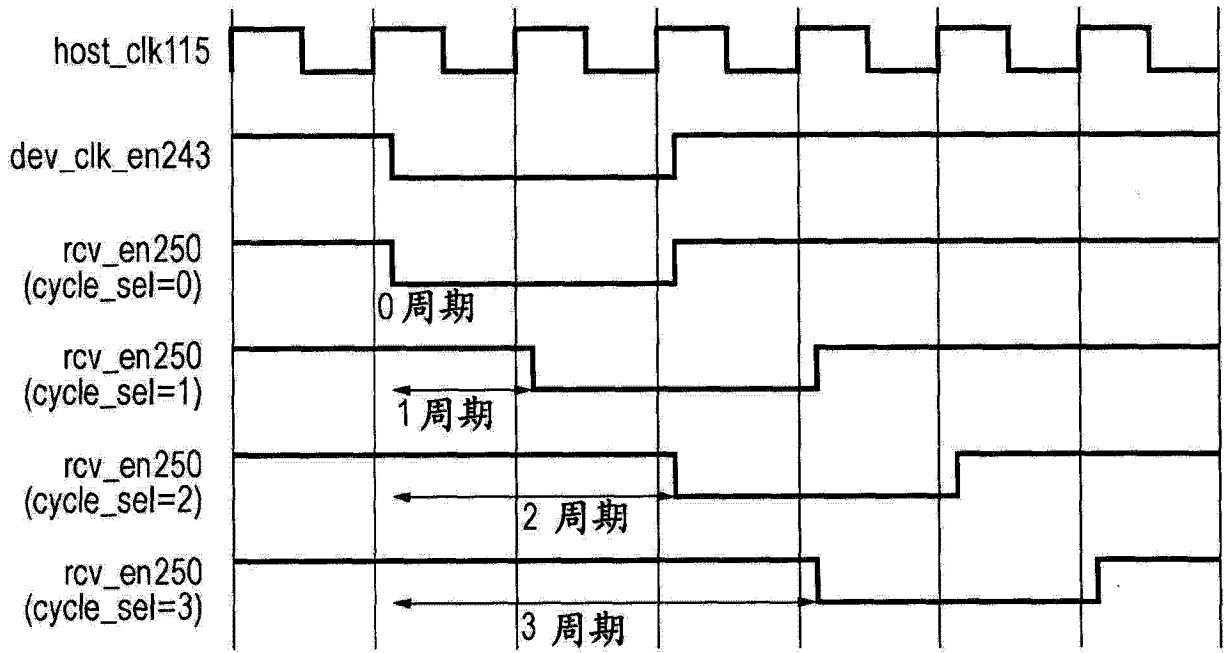 host_clk115
dev_clk_en243
rcv_en250
(cycle_sel=0)
0 周期
rcv_en250
(cycle_sel=1)
1 周期
rcv_en250
(cycle_sel=2)
2 周期
rcv_en250
(cycle_sel=3)
3 周期